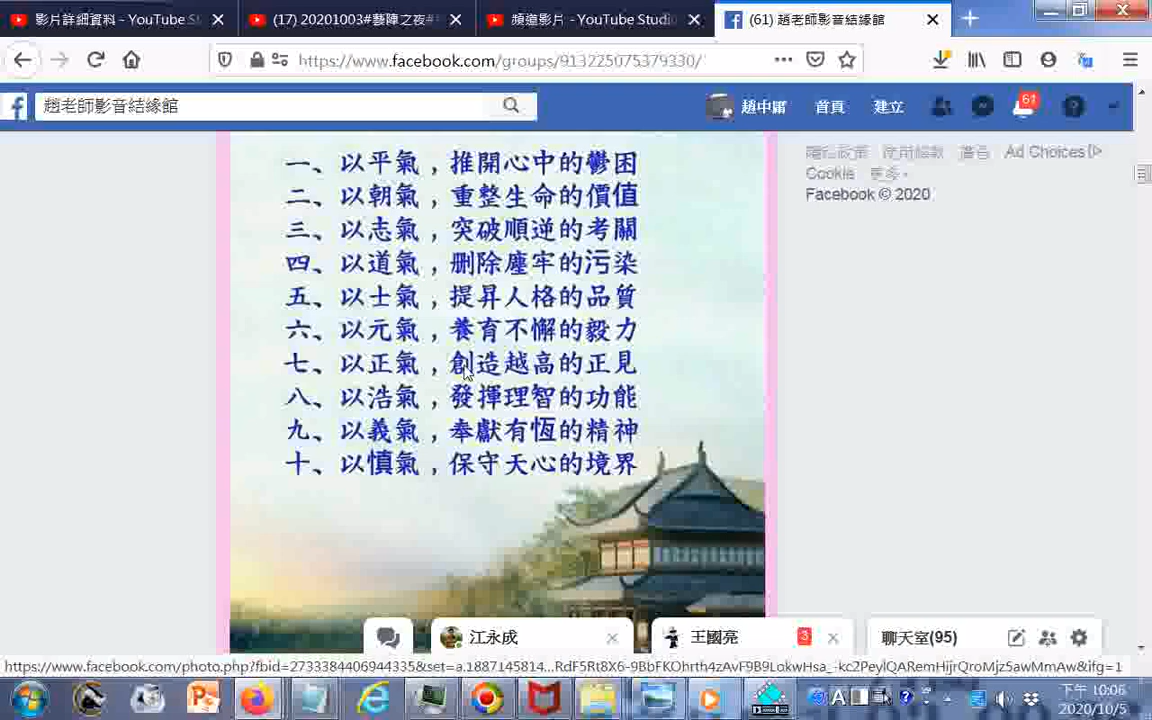 影片詳細資料 - YouTube S
(17) 20201003#藝陣之夜#
頻道影片 - YouTube Studio
(61) 趙老師影音結緣館
https://www.facebook.com/groups/913225075379330/
趙老師影音結緣館
趙中庸
首頁
建立
61
隱私政策 使用條款 廣告 Ad Choices
Cookie 更多
Facebook © 2020
一、以平氣，推開心中的鬱困
二、以朝氣，重整生命的價值
三、以志氣，突破順逆的考關
四、以道氣，刪除塵牢的污染
五、以士氣，提昇人格的品質
六、以元氣，養育不懈的毅力
七、以正氣，創造越高的正見
八、以浩氣，發揮理智的功能
九、以義氣，奉獻有恆的精神
十、以慎氣，保守天心的境界
江永成
王國亮
3
聊天室(95)
https://www.facebook.com/photo.php?fbid=2733384406944335&set=a.1887145814...RdF5Rt8X6-9BbFKOhrth4zAvF9B9LokwHsa_-kc2PeylQARemHijrQroMjz5awMmAw&ifg=1
下午 10:06
2020/10/5